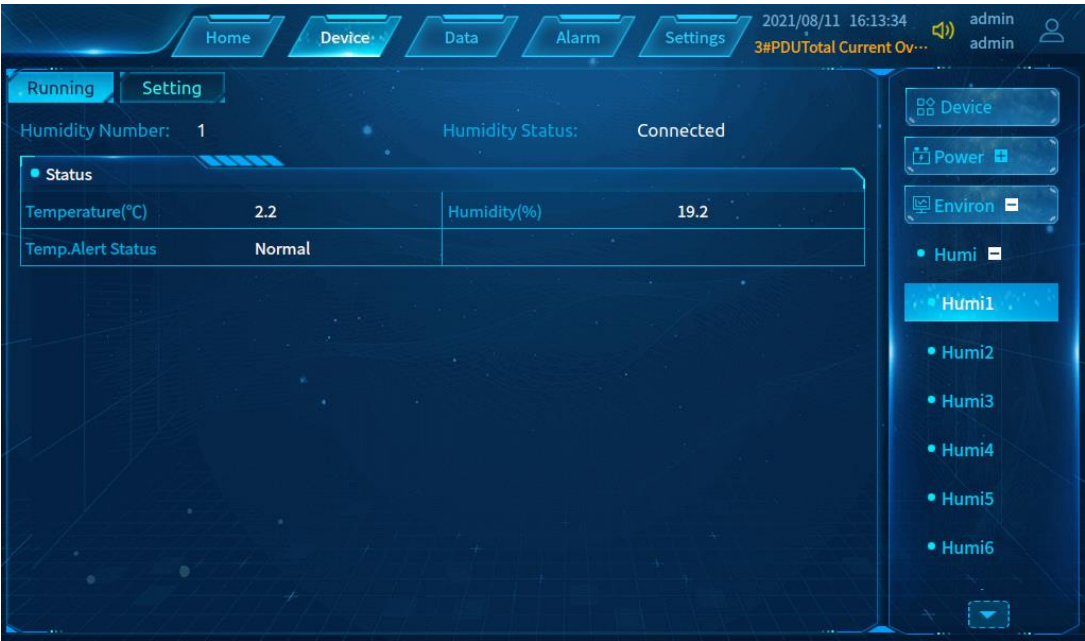 Home Device Data Alarm Settings 2021/08/11 16:13:34 admin
3#PDUTotal Current Ov··· admin
Running Setting
Humidity Number: 1 Humidity Status: Connected
Status
Temperature(°C) 2.2 Humidity(%) 19.2
Temp.Alert Status Normal
Device
Power
Environ
Humi
Humi1
Humi2
Humi3
Humi4
Humi5
Humi6